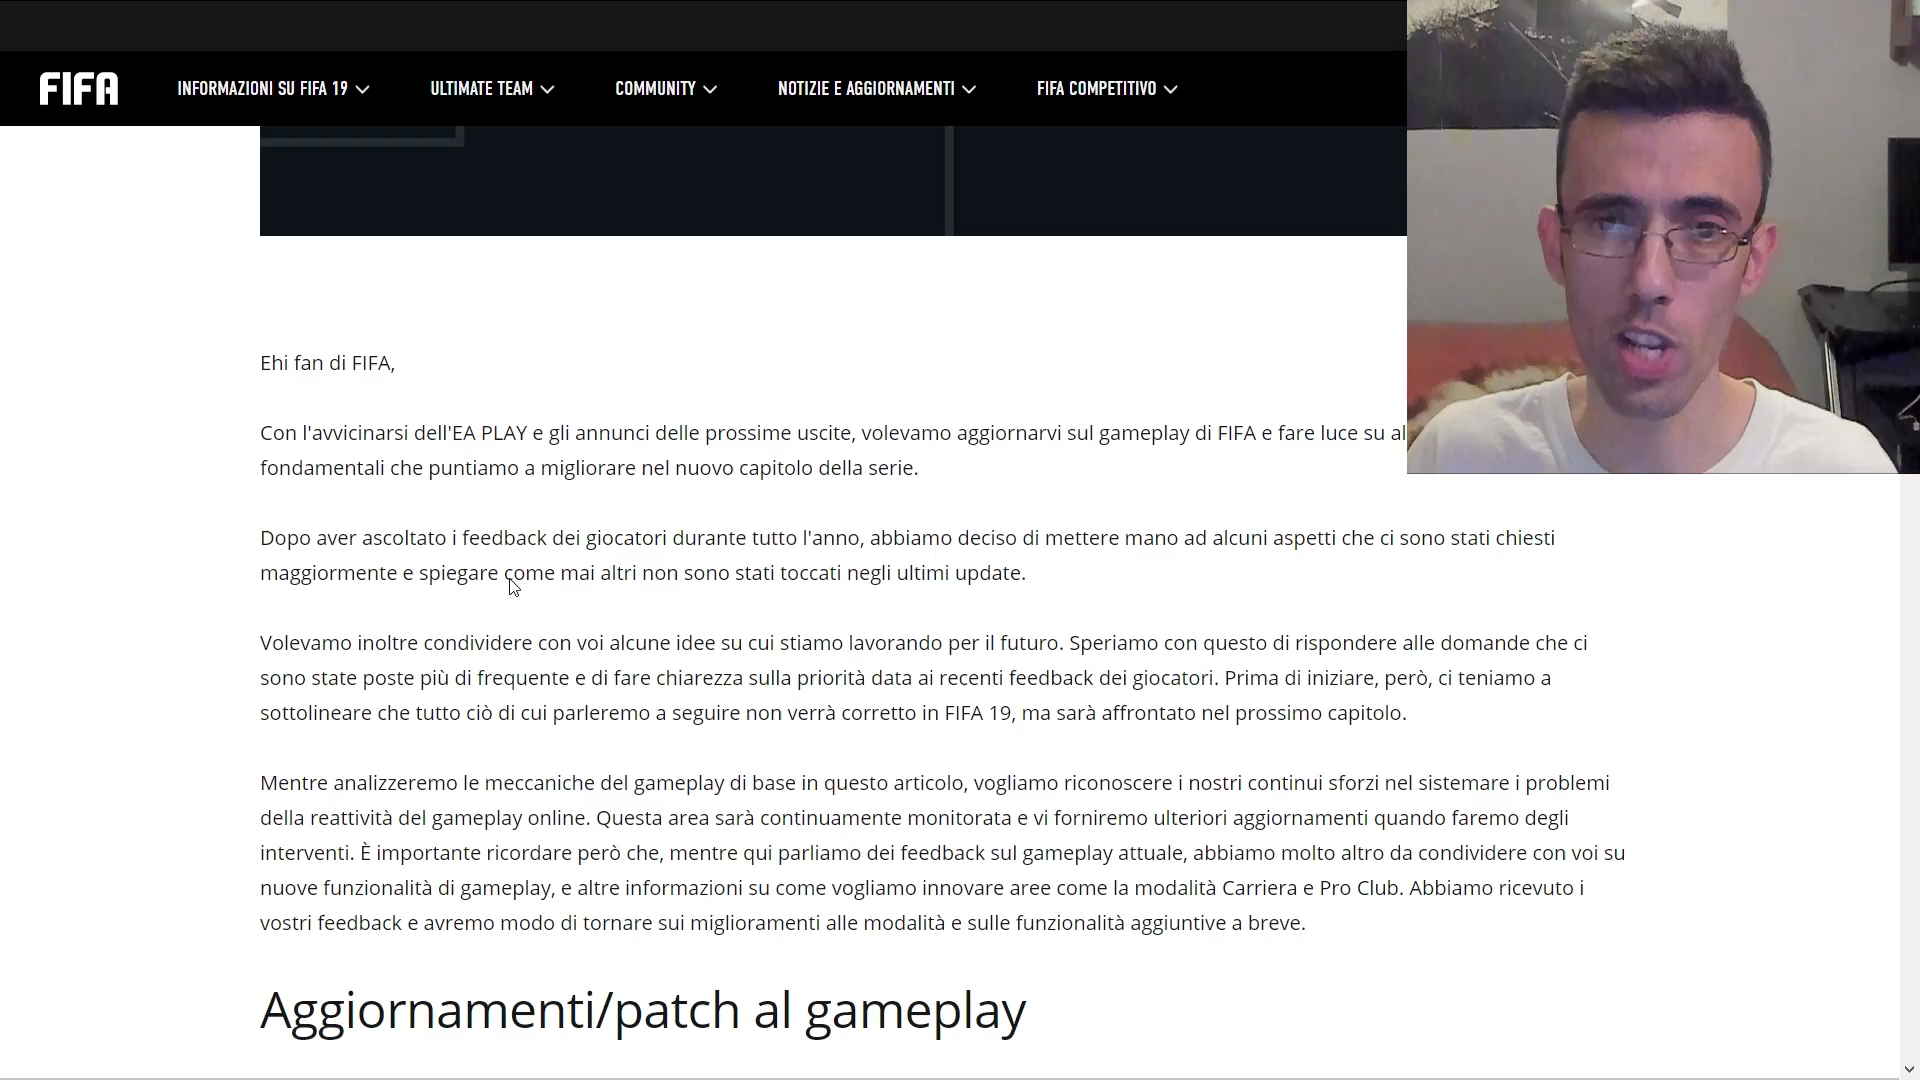 FIFA
INFORMAZIONI SU FIFA 19
ULTIMATE TEAM
COMMUNITY
NOTIZIE E AGGIORNAMENTI
FIFA COMPETITIVO
Ehi fan di FIFA,
Con l'avvicinarsi dell'EA PLAY e gli annunci delle prossime uscite, volevamo aggiornarvi sul gameplay di FIFA e fare luce su al
fondamentali che puntiamo a migliorare nel nuovo capitolo della serie.
Dopo aver ascoltato i feedback dei giocatori durante tutto l'anno, abbiamo deciso di mettere mano ad alcuni aspetti che ci sono stati chiesti
maggiormente e spiegare come mai altri non sono stati toccati negli ultimi update.
Volevamo inoltre condividere con voi alcune idee su cui stiamo lavorando per il futuro. Speriamo con questo di rispondere alle domande che ci
sono state poste più di frequente e di fare chiarezza sulla priorità data ai recenti feedback dei giocatori. Prima di iniziare, però, ci teniamo a
sottolineare che tutto ciò di cui parleremo a seguire non verrà corretto in FIFA 19, ma sarà affrontato nel prossimo capitolo.
Mentre analizzeremo le meccaniche del gameplay di base in questo articolo, vogliamo riconoscere i nostri continui sforzi nel sistemare i problemi
della reattività del gameplay online. Questa area sarà continuamente monitorata e vi forniremo ulteriori aggiornamenti quando faremo degli
interventi. È importante ricordare però che, mentre qui parliamo dei feedback sul gameplay attuale, abbiamo molto altro da condividere con voi su
nuove funzionalità di gameplay, e altre informazioni su come vogliamo innovare aree come la modalità Carriera e Pro Club. Abbiamo ricevuto i
vostri feedback e avremo modo di tornare sui miglioramenti alle modalità e sulle funzionalità aggiuntive a breve.
Aggiornamenti/patch al gameplay